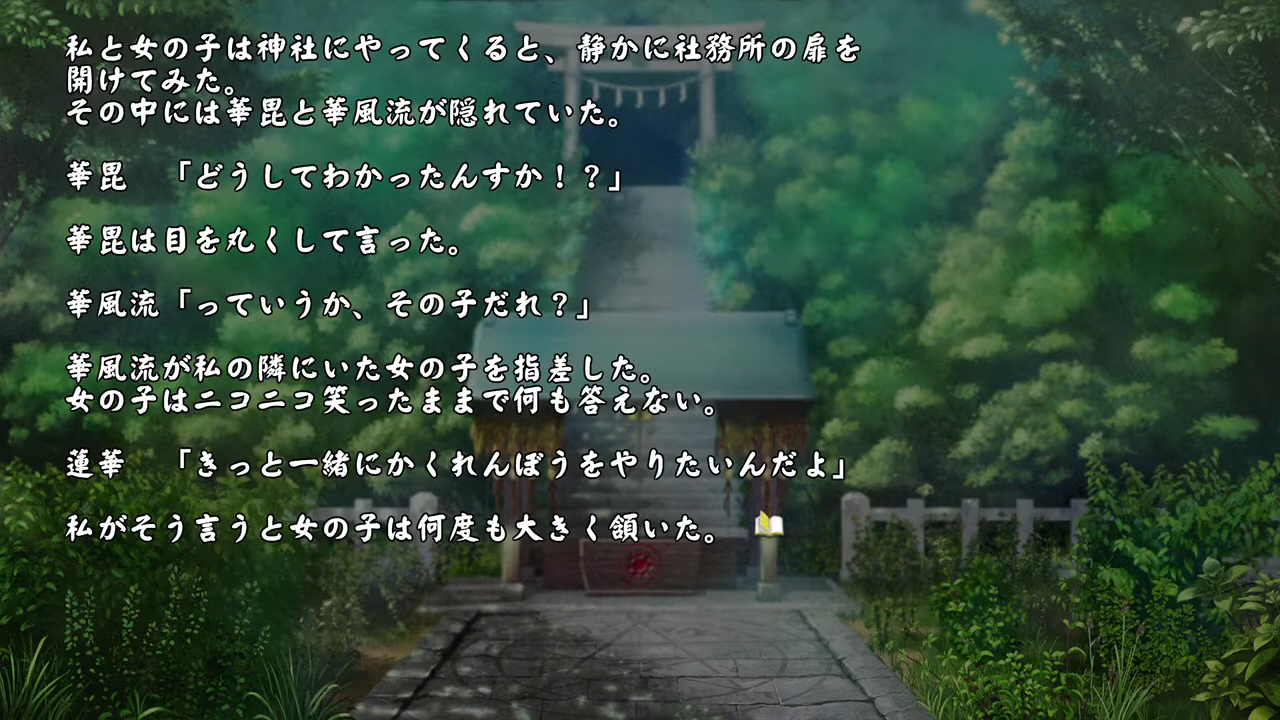 私と女の子は神社にやってくると、静かに社務所の扉を
開けてみた。
その中には華毘と華風流が隠れていた。
華毘　「どうしてわかったんすか！？」
華毘は目を丸くして言った。
華風流「っていうか、その子だれ？」
華風流が私の隣にいた女の子を指差した。
女の子はニコニコ笑ったままで何も答えない。
蓮華　「きっと一緒にかくれんぼうをやりたいんだよ」
私がそう言うと女の子は何度も大きく頷いた。